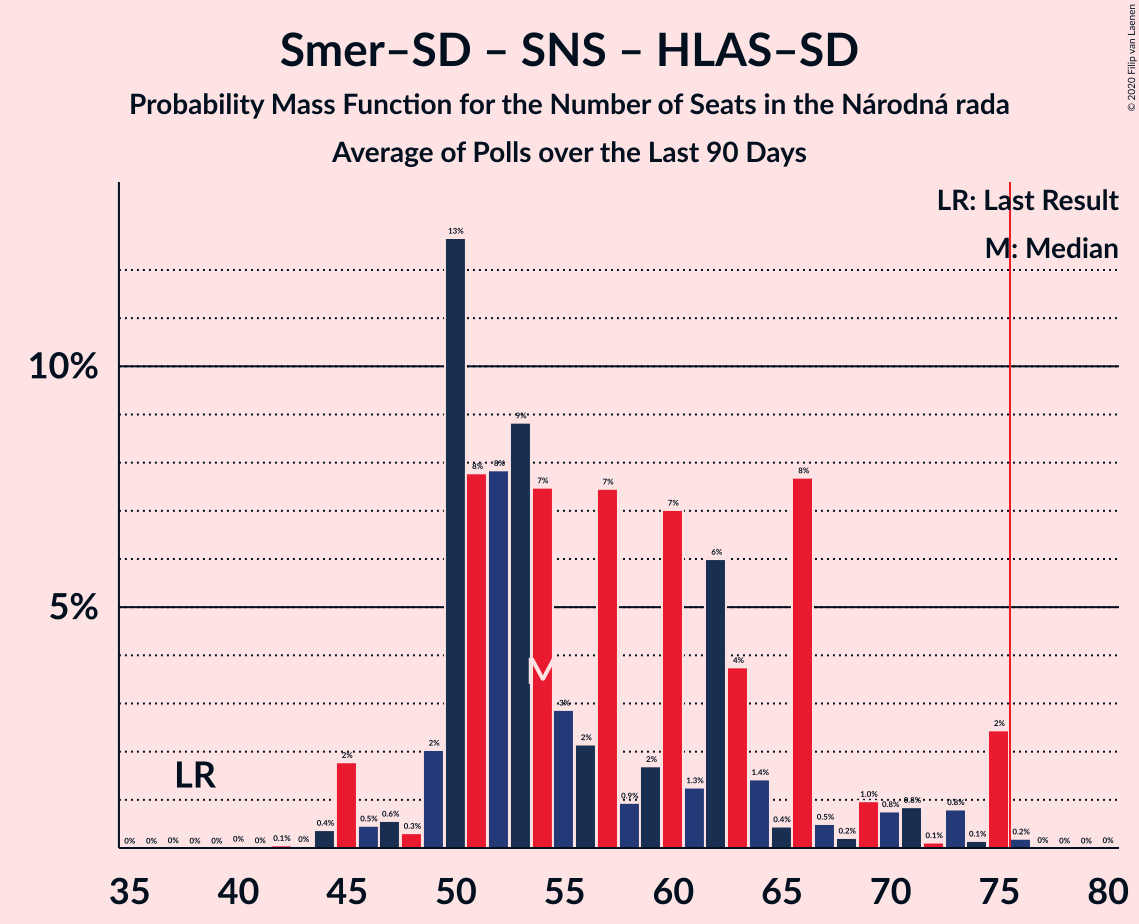 Smer–SD – SNS – HLAS–SD
Probability Mass Function for the Number of Seats in the Národná rada
Average of Polls over the Last 90 Days
© 2020 Filip van Laenen
LR: Last Result
M: Median
10%
5%
LR
M
0% 0% 0% 0% 0% 0% 0% 0.1% 0% 0.4% 2% 0.5% 0.6% 0.3% 2% 13% 8% 8% 9% 7% 3% 2% 7% 0.9% 2% 7% 1.3% 6% 4% 1.4% 0.4% 8% 0.5% 0.2% 1.0% 0.8% 0.8% 0.1% 0.8% 0.1% 2% 0.2% 0% 0% 0% 0%
35 40 45 50 55 60 65 70 75 80